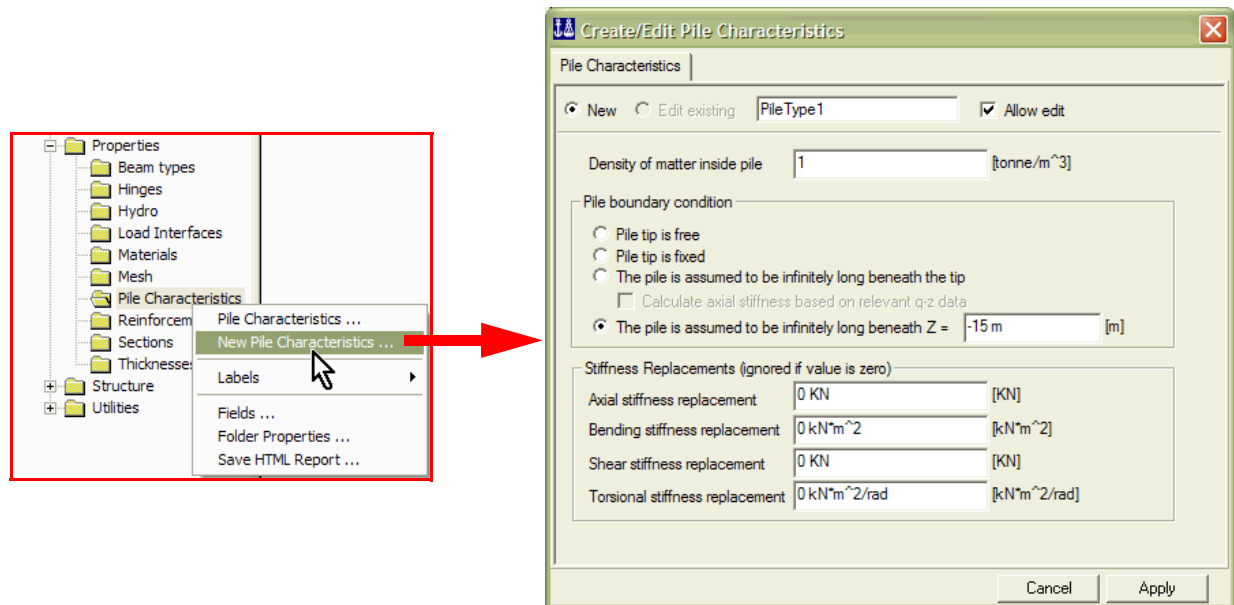 Properties
Beam types
Hinges
Hydro
Load Interfaces
Materials
Mesh
Pile Characteristics
Reinforcem
Sections
Thicknesses
Structure
Utilities
Pile Characteristics ...
New Pile Characteristics ...
Labels
Fields ...
Folder Properties ...
Save HTML Report ...
Create/Edit Pile Characteristics
Pile Characteristics
New Edit existing PileType1 Allow edit
Density of matter inside pile 1 [tonne/m^3]
Pile boundary condition
Pile tip is free
Pile tip is fixed
The pile is assumed to be infinitely long beneath the tip
Calculate axial stiffness based on relevant q-z data
The pile is assumed to be infinitely long beneath Z = -15 m [m]
Stiffness Replacements (ignored if value is zero)
Axial stiffness replacement 0 KN [KN]
Bending stiffness replacement 0 kN*m^2 [kN*m^2]
Shear stiffness replacement 0 KN [KN]
Torsional stiffness replacement 0 kN*m^2/rad [kN*m^2/rad]
Cancel Apply